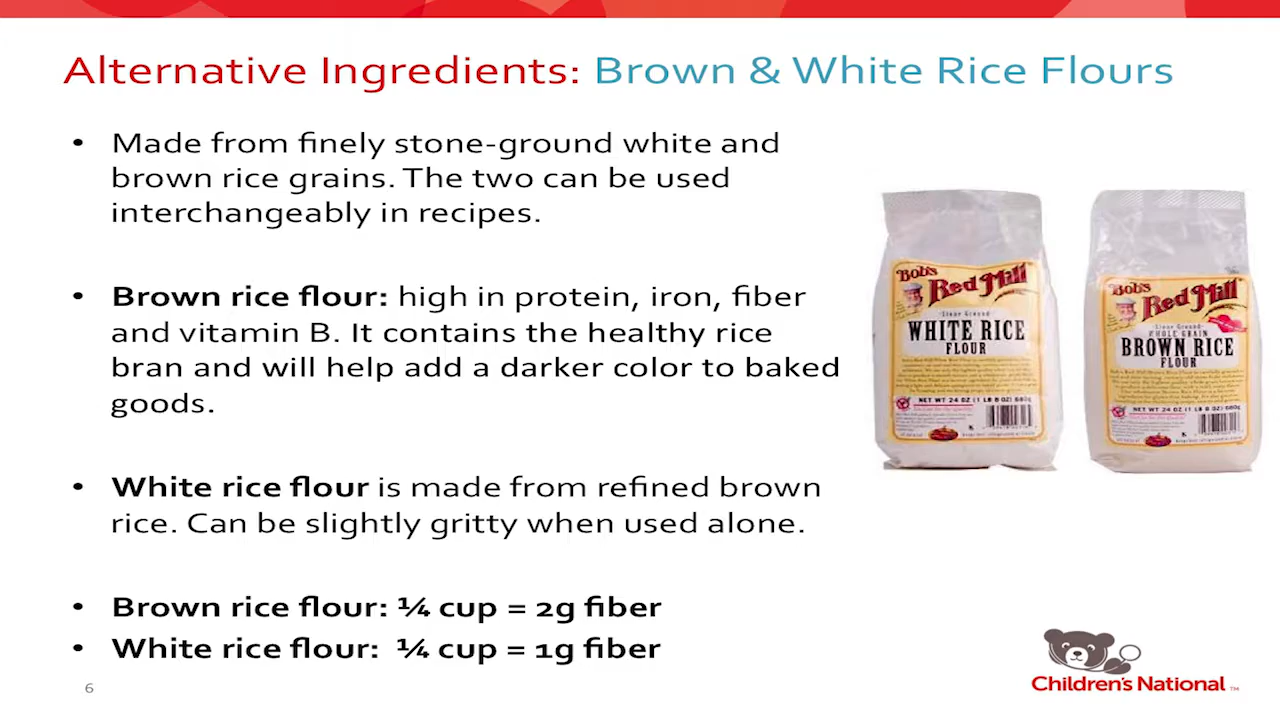 Alternative Ingredients: Brown & White Rice Flours
• Made from finely stone-ground white and
brown rice grains. The two can be used
interchangeably in recipes.
• Brown rice flour: high in protein, iron, fiber
and vitamin B. It contains the healthy rice
bran and will help add a darker color to baked
goods.
• White rice flour is made from refined brown
rice. Can be slightly gritty when used alone.
• Brown rice flour: ¼ cup = 2g fiber
• White rice flour: ¼ cup = 1g fiber
Bob's
Red Mill
Stone Ground
WHITE RICE
FLOUR
NET WT 24 OZ (1 LB 8 OZ) 680g
Bob's
Red Mill
Stone Ground
WHOLE GRAIN
BROWN RICE
FLOUR
NET WT 24 OZ (1 LB 8 OZ) 680g
6
Children's National ™